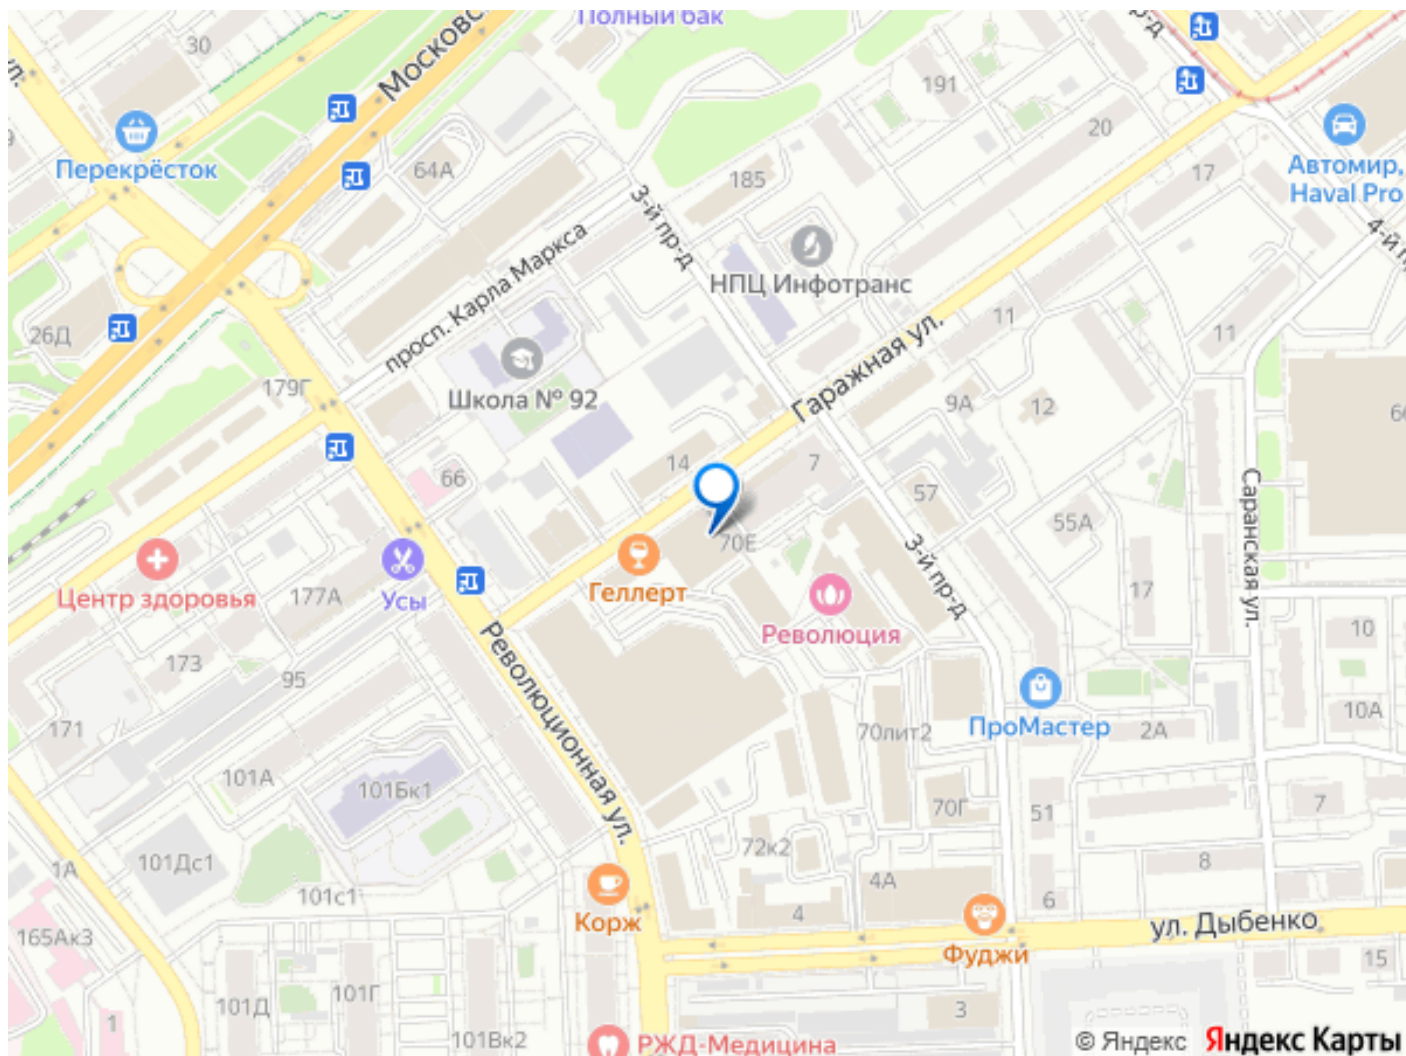 Полный бак
30
Московс
191
20
Перекрёсток
64А
185
17
Автомир,
Haval Pro
3-й пр-д
4-й п
просп. Карла Маркса
НПЦ Инфотранс
26Д
11
Гаражная ул.
11
179Г
Школа № 92
9А
12
66
14
7
57
55А
Саранская ул.
70Е
3-й пр-д
Центр здоровья
177А
Усы
Геллерт
17
Революция
10
173
95
Революционная ул.
171
ПроМастер
10А
70лит2
2А
101А
101Бк1
70Г
51
7
101Дс1
1А
72к2
8
101с1
4А
6
Корж
4
ул. Дыбенко
165Ак3
Фуджи
15
101Д
101Г
3
1
101Вк2
РЖД-Медицина
© Яндекс Яндекс Карты